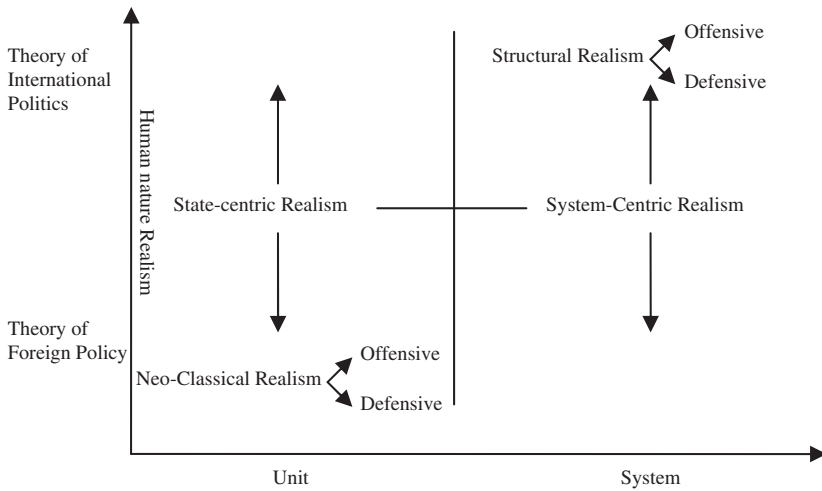 Theory of
International
Politics
Human nature Realism
Structural Realism
Offensive
Defensive
State-centric Realism
System-Centric Realism
Theory of
Foreign Policy
Neo-Classical Realism
Offensive
Defensive
Unit
System